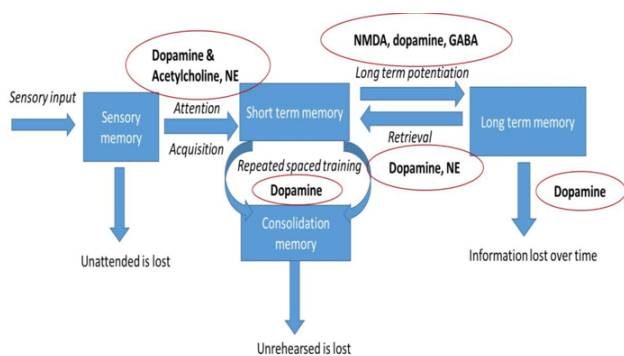 NMDA, dopamine, GABA
Dopamine &
Acetylcholine, NE
Long term potentiation
Sensory input
Sensory
memory
Attention
Acquisition
Short term memory
Long term memory
Retrieval
Repeated spaced training
Dopamine, NE
Dopamine
Dopamine
Consolidation
memory
Unattended is lost
Information lost over time
Unrehearsed is lost